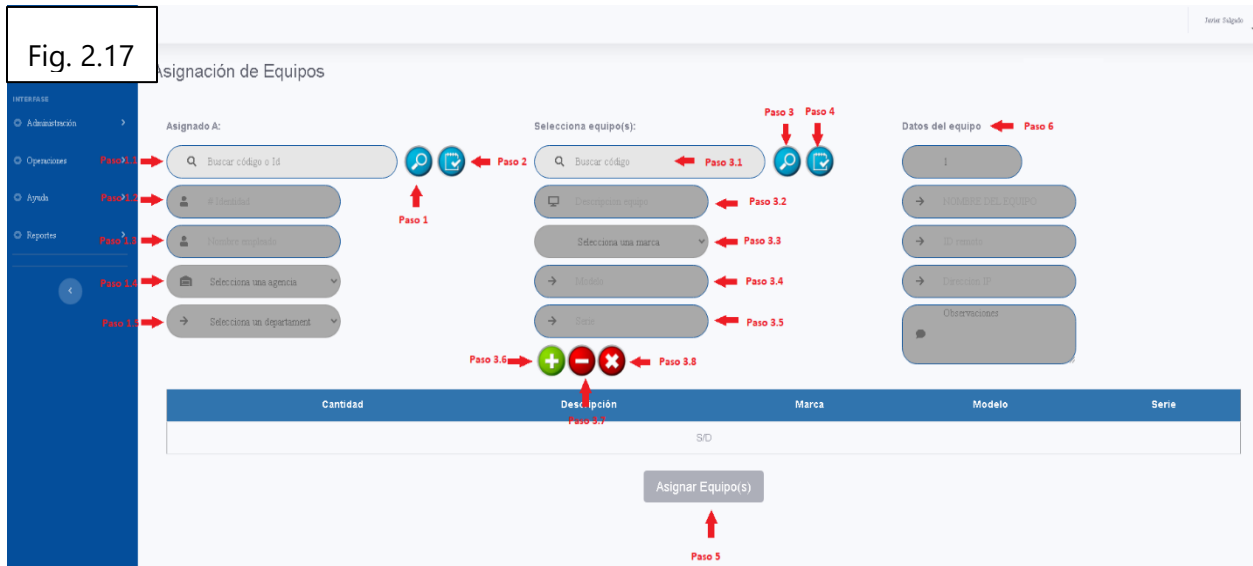 Fig. 2.17
Javier Salgado
Asignación de Equipos
INTERFASE
Administración
Operaciones
Ayuda
Reportes
Asignado A:
Buscar código o Id
Paso 1.1
Paso 1
Paso 2
Paso 1.2
# Identidad
Paso 1.3
Nombre empleado
Paso 1.4
Selecciona una agencia
Paso 1.5
Selecciona un departament
Selecciona equipo(s):
Paso 3 Paso 4
Buscar código
Paso 3.1
Descripcion equipo
Paso 3.2
Selecciona una marca
Paso 3.3
Modelo
Paso 3.4
Serie
Paso 3.5
Paso 3.6
Paso 3.8
Paso 3.7
Datos del equipo
Paso 6
1
NOMBRE DEL EQUIPO
ID remoto
Direccion IP
Observaciones
Cantidad Descripción Marca Modelo Serie
S/D
Asignar Equipo(s)
Paso 5